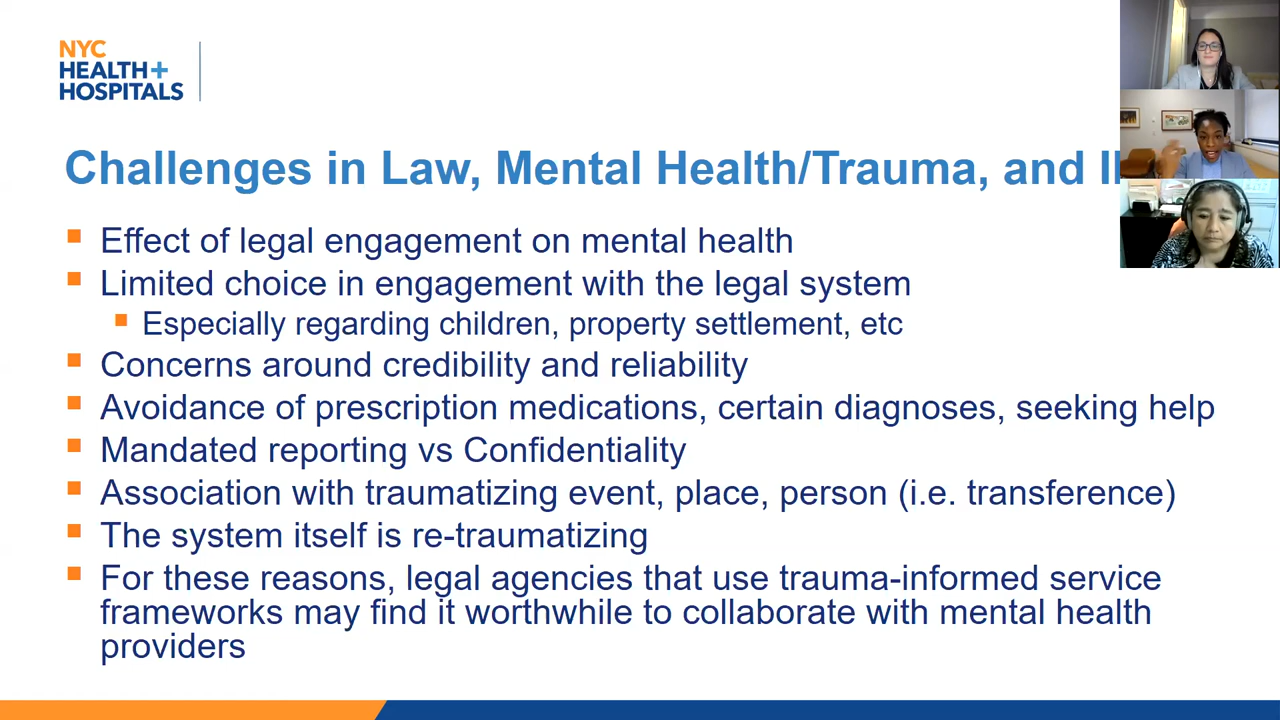 NYC
HEALTH+
HOSPITALS
Challenges in Law, Mental Health/Trauma, and
Effect of legal engagement on mental health
Limited choice in engagement with the legal system
Especially regarding children, property settlement, etc
Concerns around credibility and reliability
Avoidance of prescription medications, certain diagnoses, seeking help
Mandated reporting vs Confidentiality
Association with traumatizing event, place, person (i.e. transference)
The system itself is re-traumatizing
For these reasons, legal agencies that use trauma-informed service
frameworks may find it worthwhile to collaborate with mental health
providers